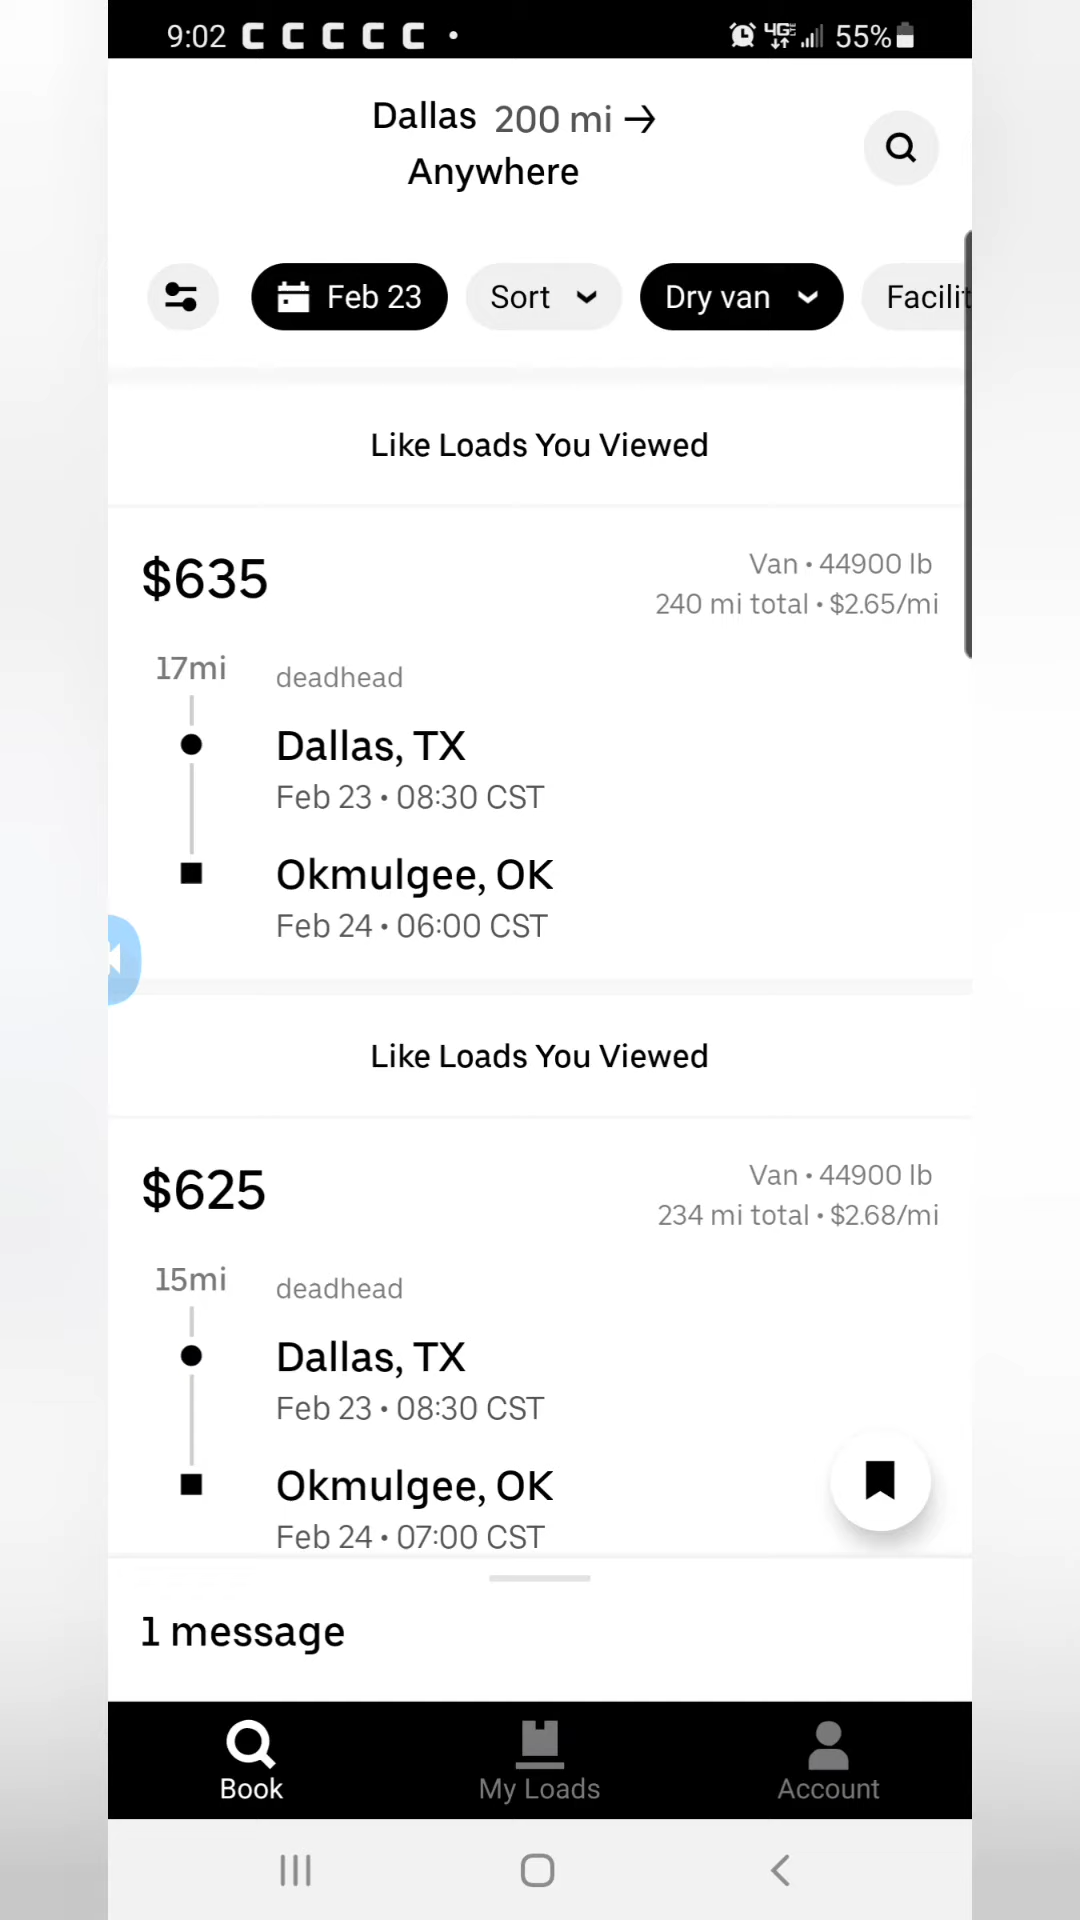 9:02 C C C C C • 4GE 55%
Dallas 200 mi →
Anywhere
Feb 23 Sort Dry van Facilit
Like Loads You Viewed
$635
Van • 44900 lb
240 mi total • $2.65/mi
17mi deadhead
Dallas, TX
Feb 23 • 08:30 CST
Okmulgee, OK
Feb 24 • 06:00 CST
Like Loads You Viewed
$625
Van • 44900 lb
234 mi total • $2.68/mi
15mi deadhead
Dallas, TX
Feb 23 • 08:30 CST
Okmulgee, OK
Feb 24 • 07:00 CST
1 message
Book My Loads Account